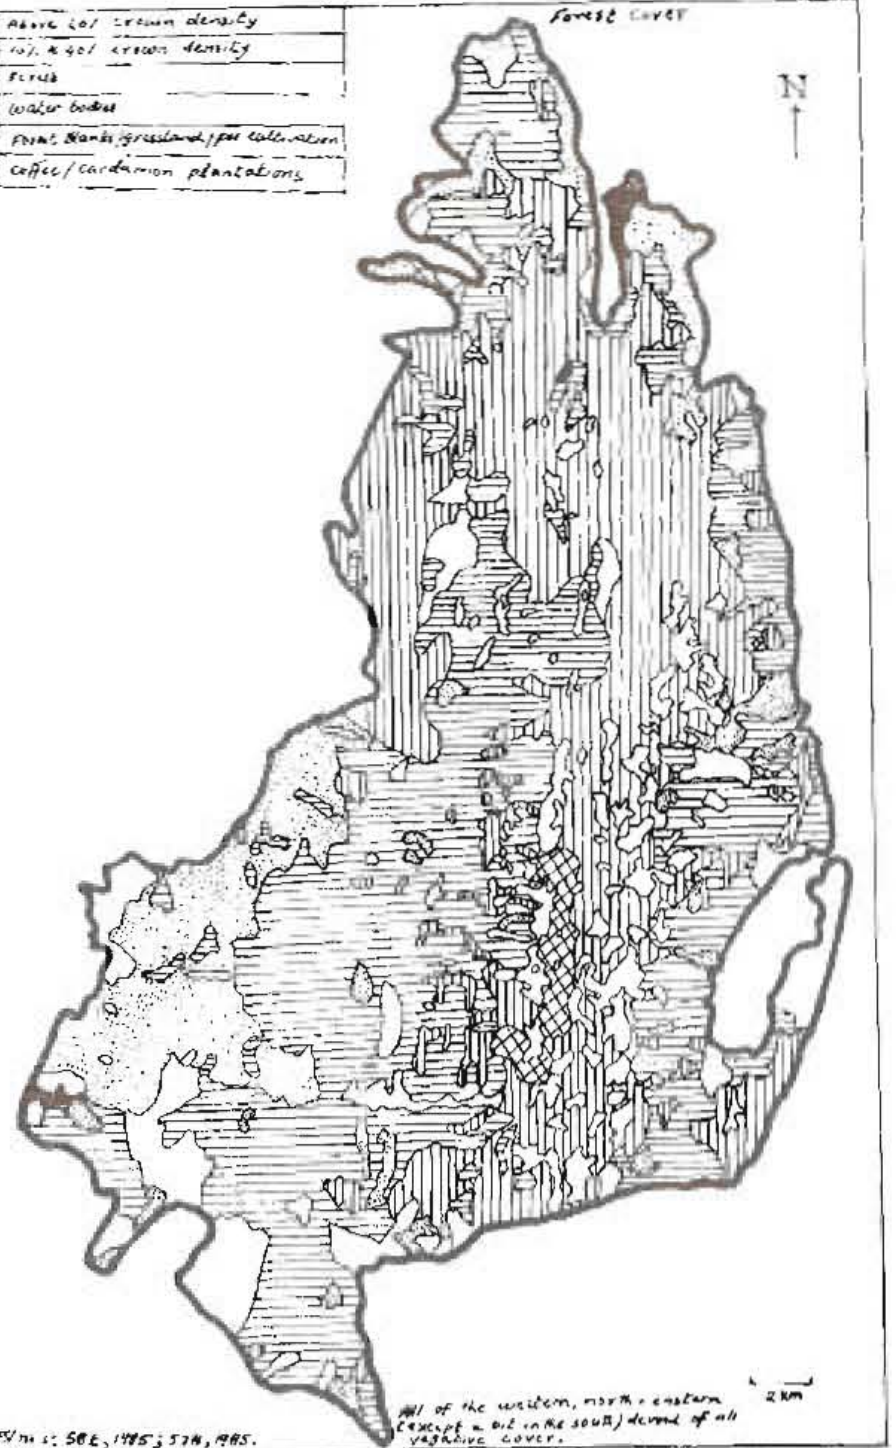 Forest Cover
Above 40% crown density
10% to 40% crown density
Scrub
Water bodies
Forest Blanks/grassland/ cultivation
Coffee/Cardamon plantations
N
2 km
All of the western, north-eastern
(except a bit in the south) devoid of all
vegative cover.
58E, 1985; 57H, 1985.